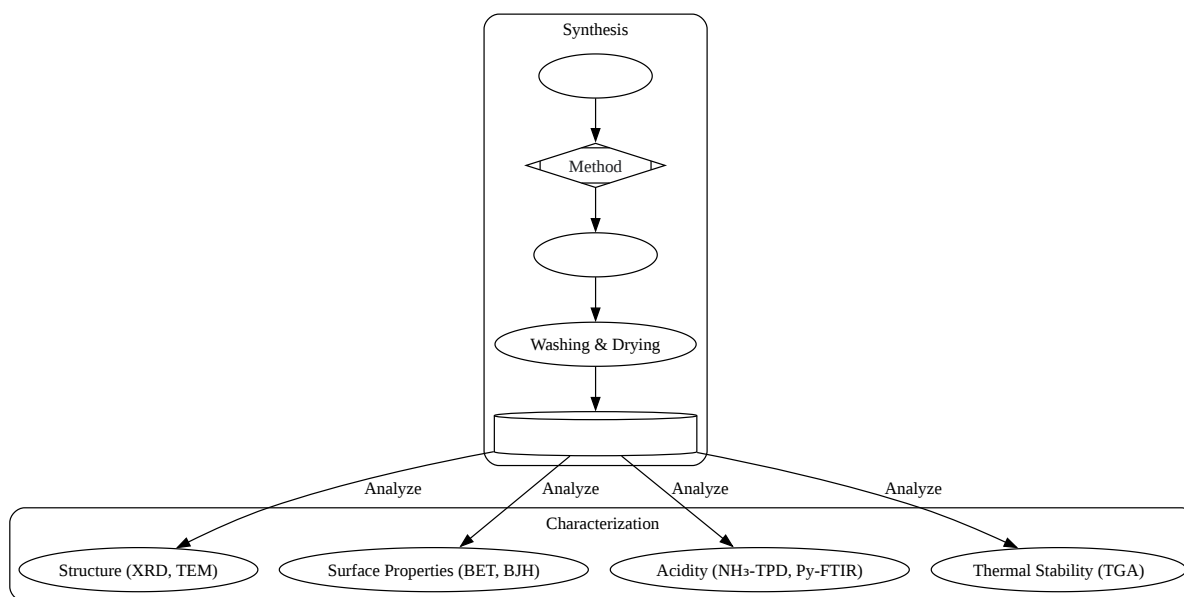 Synthesis
Method
Washing & Drying
Analyze Analyze Analyze Analyze
Characterization
Structure (XRD, TEM) Surface Properties (BET, BJH) Acidity (NH₃-TPD, Py-FTIR) Thermal Stability (TGA)